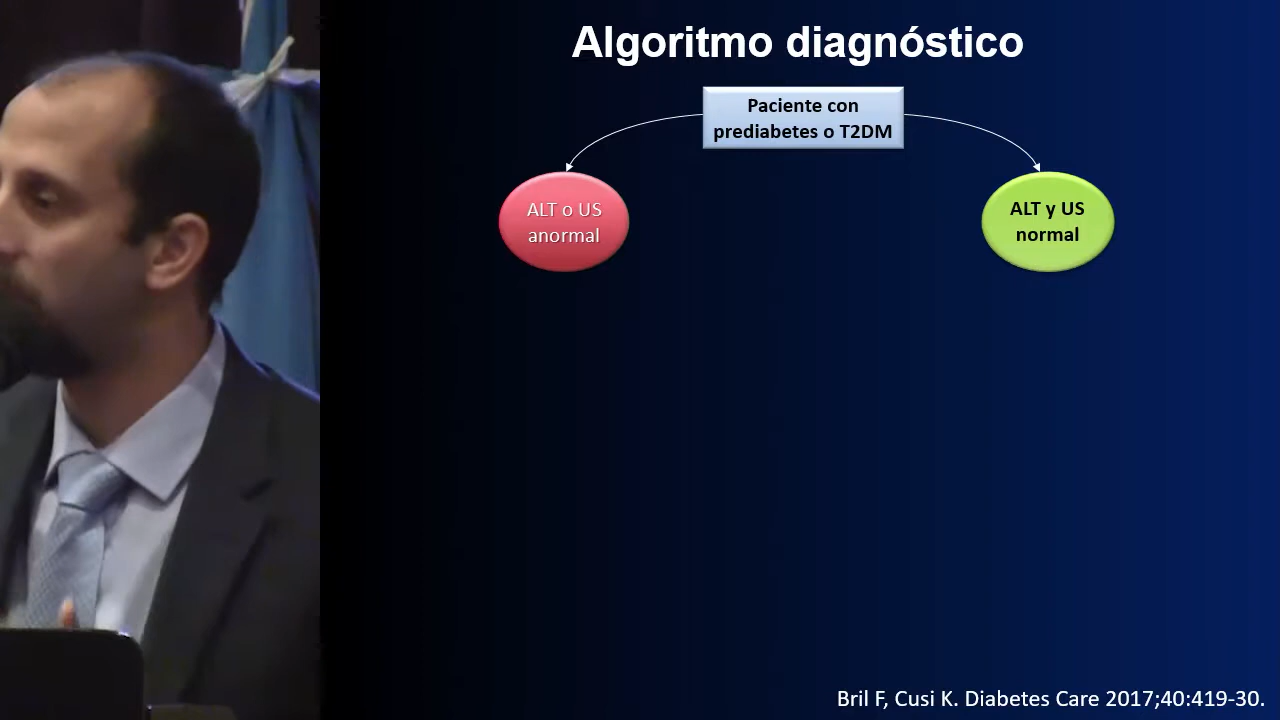 Algoritmo diagnóstico
Paciente con
prediabetes o T2DM
ALT o US
anormal
ALT y US
normal
Bril F, Cusi K. Diabetes Care 2017;40:419-30.